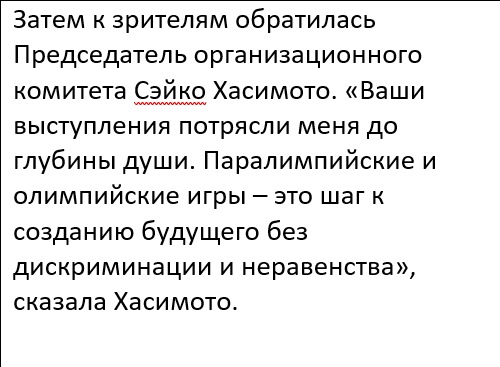 Затем к зрителям обратилась
Председатель организационного
комитета Сэйко Хасимото. «Ваши
выступления потрясли меня до
глубины души. Паралимпийские и
олимпийские игры – это шаг к
созданию будущего без
дискриминации и неравенства»,
сказала Хасимото.